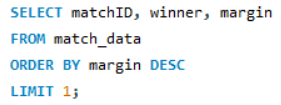 SELECT matchID, winner, margin
FROM match_data
ORDER BY margin DESC
LIMIT 1;